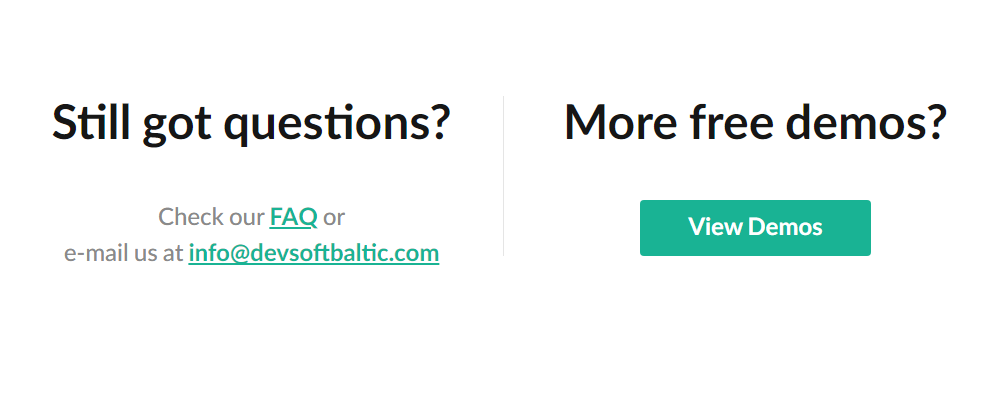 Still got questions?
Check our FAQ or
e-mail us at info@devsoftbaltic.com
More free demos?
View Demos